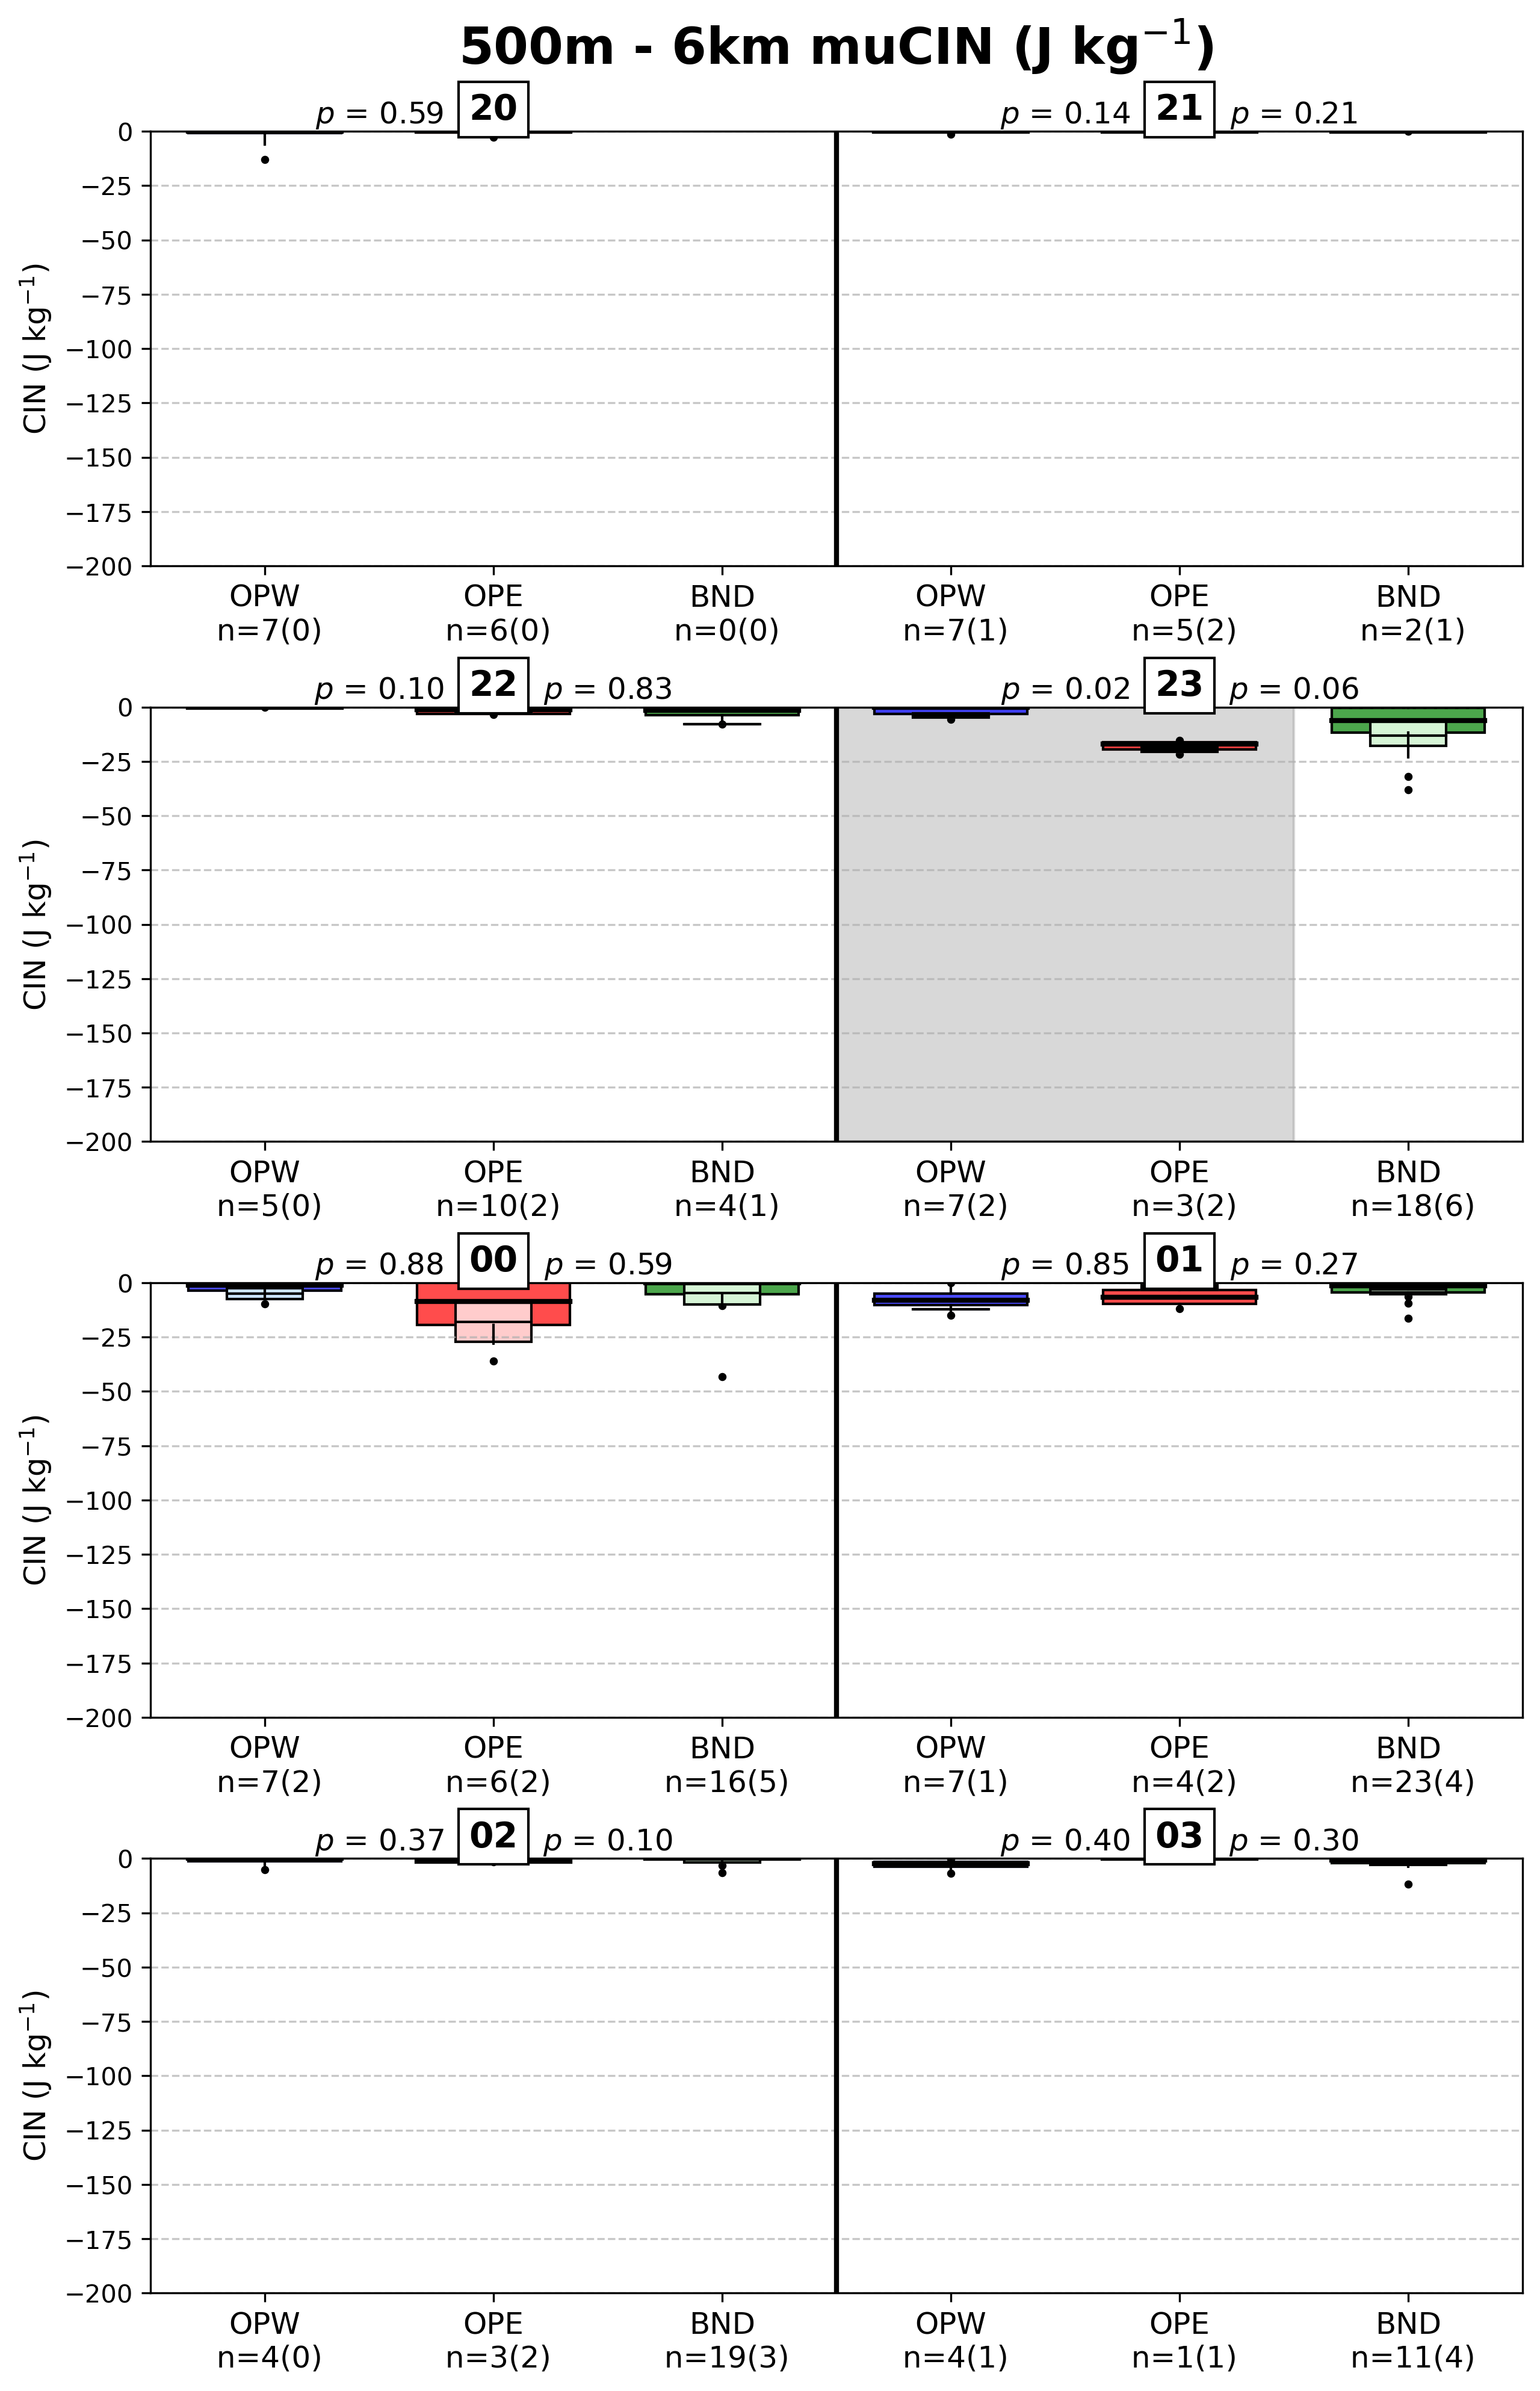 500m - 6km muCIN (J kg⁻¹)
p = 0.59 20
p = 0.14 21 p = 0.21
CIN (J kg⁻¹)
0
−25
−50
−75
−100
−125
−150
−175
−200
OPW OPE BND OPW OPE BND
n=7(0) n=6(0) n=0(0) n=7(1) n=5(2) n=2(1)
p = 0.10 22 p = 0.83
p = 0.02 23 p = 0.06
CIN (J kg⁻¹)
0
−25
−50
−75
−100
−125
−150
−175
−200
OPW OPE BND OPW OPE BND
n=5(0) n=10(2) n=4(1) n=7(2) n=3(2) n=18(6)
p = 0.88 00 p = 0.59
p = 0.85 01 p = 0.27
CIN (J kg⁻¹)
0
−25
−50
−75
−100
−125
−150
−175
−200
OPW OPE BND OPW OPE BND
n=7(2) n=6(2) n=16(5) n=7(1) n=4(2) n=23(4)
p = 0.37 02 p = 0.10
p = 0.40 03 p = 0.30
CIN (J kg⁻¹)
0
−25
−50
−75
−100
−125
−150
−175
−200
OPW OPE BND OPW OPE BND
n=4(0) n=3(2) n=19(3) n=4(1) n=1(1) n=11(4)